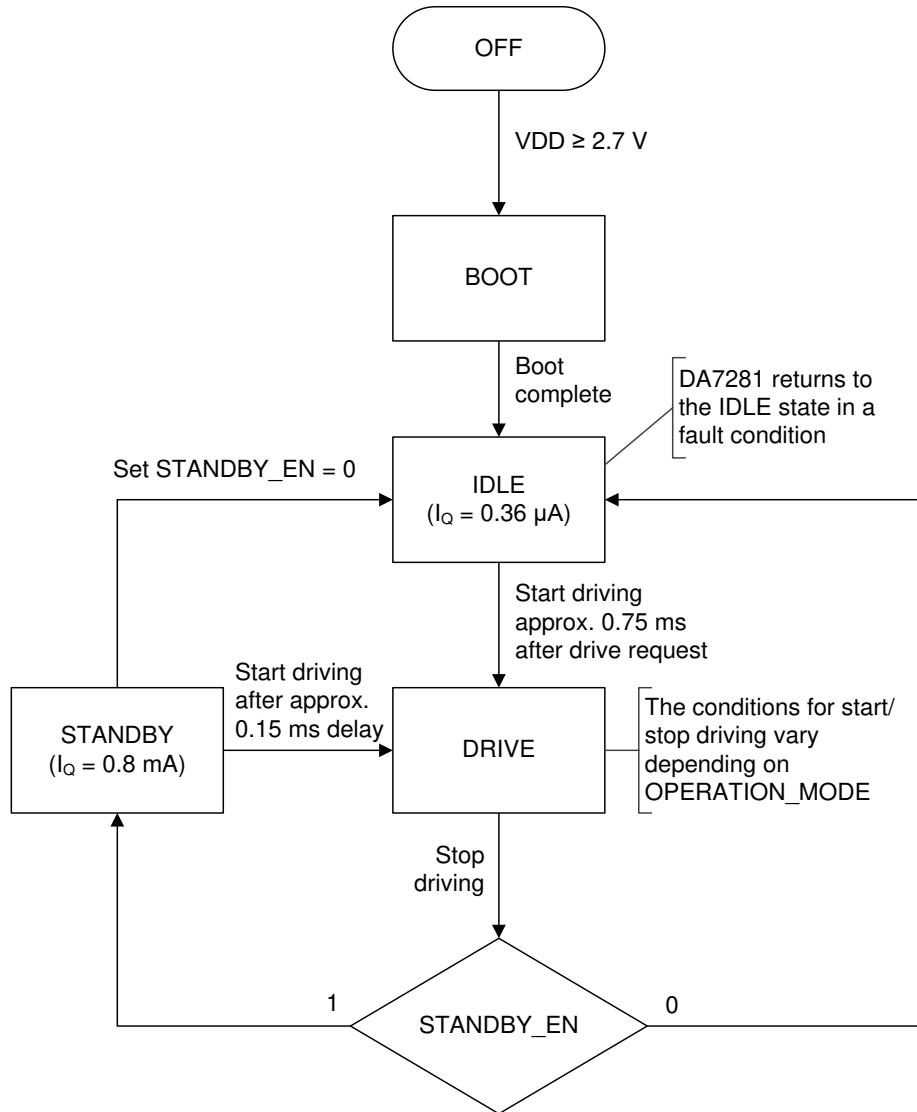 OFF
VDD ≥ 2.7 V
BOOT
Boot
complete
DA7281 returns to
the IDLE state in a
fault condition
Set STANDBY_EN = 0
IDLE
(IQ = 0.36 µA)
Start driving
approx. 0.75 ms
after drive request
Start driving
after approx.
0.15 ms delay
STANDBY
(IQ = 0.8 mA)
DRIVE
The conditions for start/
stop driving vary
depending on
OPERATION_MODE
Stop
driving
1
STANDBY_EN
0